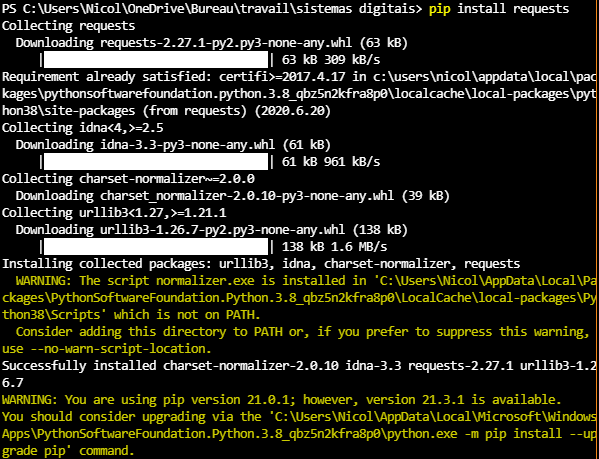 PS C:\Users\Nicol\OneDrive\Bureau\travail\sistemas digitais> pip install requests
Collecting requests
  Downloading requests-2.27.1-py2.py3-none-any.whl (63 kB)
     |████████████████████████████████| 63 kB 309 kB/s
Requirement already satisfied: certifi>=2017.4.17 in c:\users\nicol\appdata\local\pac
kages\pythonsoftwarefoundation.python.3.8_qbz5n2kfra8p0\localcache\local-packages\pyt
hon38\site-packages (from requests) (2020.6.20)
Collecting idna<4,>=2.5
  Downloading idna-3.3-py3-none-any.whl (61 kB)
     |████████████████████████████████| 61 kB 961 kB/s
Collecting charset-normalizer~=2.0.0
  Downloading charset_normalizer-2.0.10-py3-none-any.whl (39 kB)
Collecting urllib3<1.27,>=1.21.1
  Downloading urllib3-1.26.7-py2.py3-none-any.whl (138 kB)
     |████████████████████████████████| 138 kB 1.6 MB/s
Installing collected packages: urllib3, idna, charset-normalizer, requests
  WARNING: The script normalizer.exe is installed in 'C:\Users\Nicol\AppData\Local\Pa
ckages\PythonSoftwareFoundation.Python.3.8_qbz5n2kfra8p0\LocalCache\local-packages\Py
thon38\Scripts' which is not on PATH.
  Consider adding this directory to PATH or, if you prefer to suppress this warning,
use --no-warn-script-location.
Successfully installed charset-normalizer-2.0.10 idna-3.3 requests-2.27.1 urllib3-1.2
6.7
WARNING: You are using pip version 21.0.1; however, version 21.3.1 is available.
You should consider upgrading via the 'C:\Users\Nicol\AppData\Local\Microsoft\Windows
Apps\PythonSoftwareFoundation.Python.3.8_qbz5n2kfra8p0\python.exe -m pip install --up
grade pip' command.